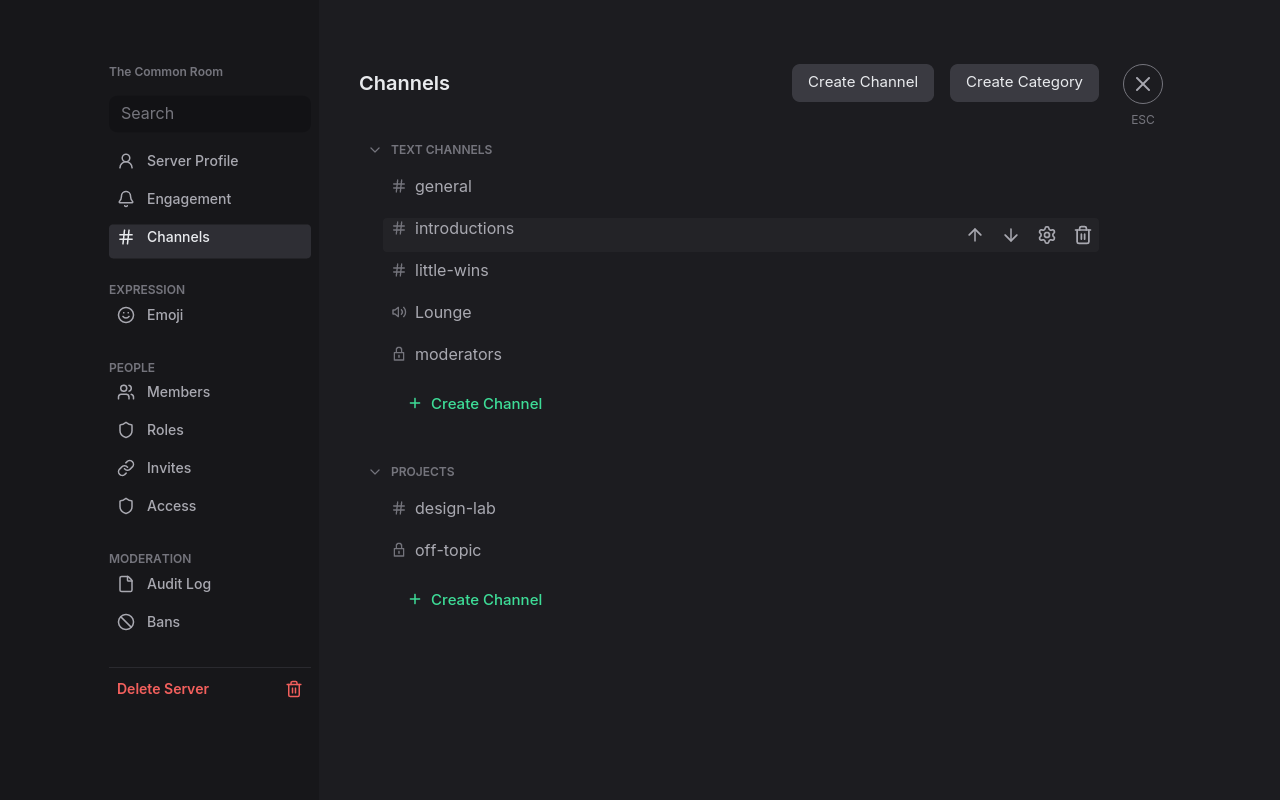 The Common Room
Search
Server Profile
Engagement
Channels
EXPRESSION
Emoji
PEOPLE
Members
Roles
Invites
Access
MODERATION
Audit Log
Bans
Delete Server
Channels
Create Channel
Create Category
ESC
TEXT CHANNELS
general
introductions
little-wins
Lounge
moderators
Create Channel
PROJECTS
design-lab
off-topic
Create Channel